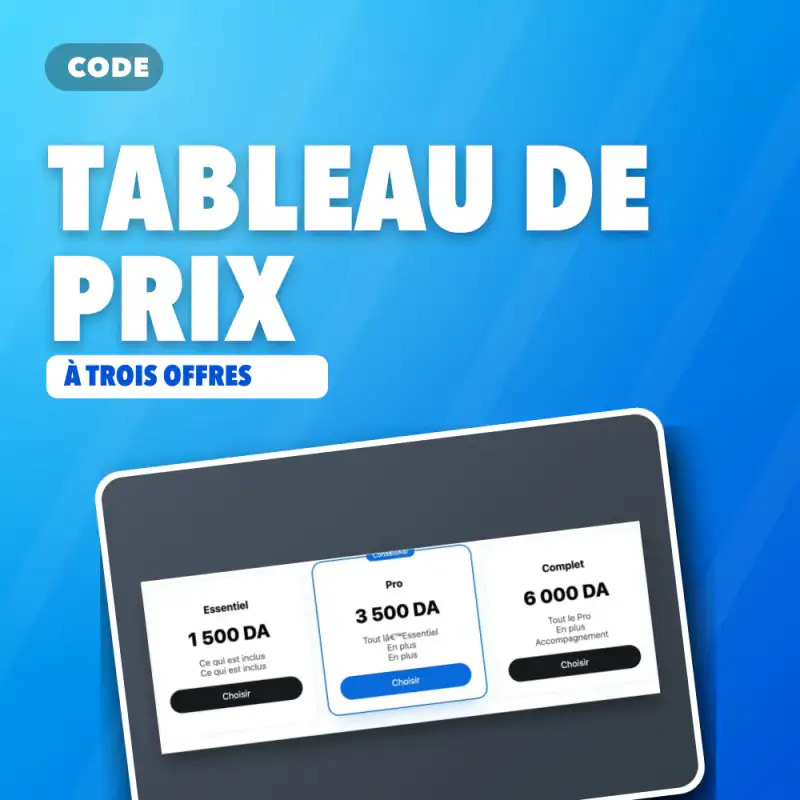 CODE
TABLEAU DE
PRIX
À TROIS OFFRES
Essentiel
1 500 DA
Ce qui est inclus
Ce qui est inclus
Choisir
Pro
3 500 DA
Tout lâ€™Essentiel
En plus
En plus
Choisir
Complet
6 000 DA
Tout le Pro
En plus
Accompagnement
Choisir